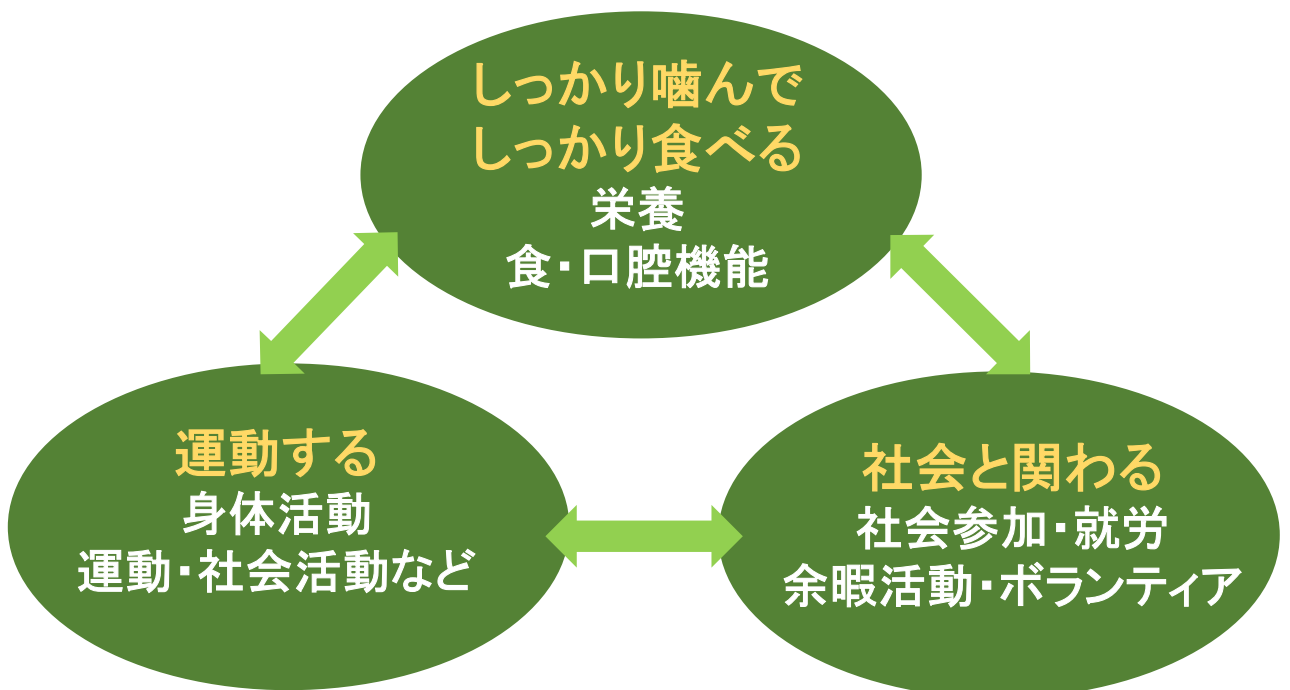 しっかり噛んで
しっかり食べる
栄養
食・口腔機能
運動する
身体活動
運動・社会活動など
社会と関わる
社会参加・就労
余暇活動・ボランティア